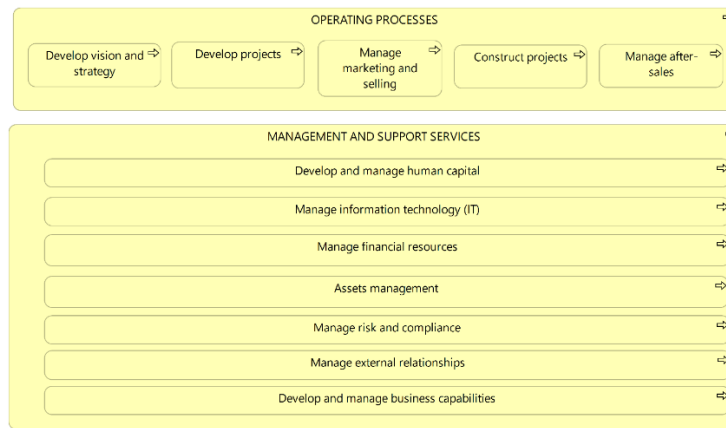 OPERATING PROCESSES
Develop vision and
strategy
Develop projects
Manage
marketing and
selling
Construct projects
Manage after-
sales
MANAGEMENT AND SUPPORT SERVICES
Develop and manage human capital
Manage information technology (IT)
Manage financial resources
Assets management
Manage risk and compliance
Manage external relationships
Develop and manage business capabilities